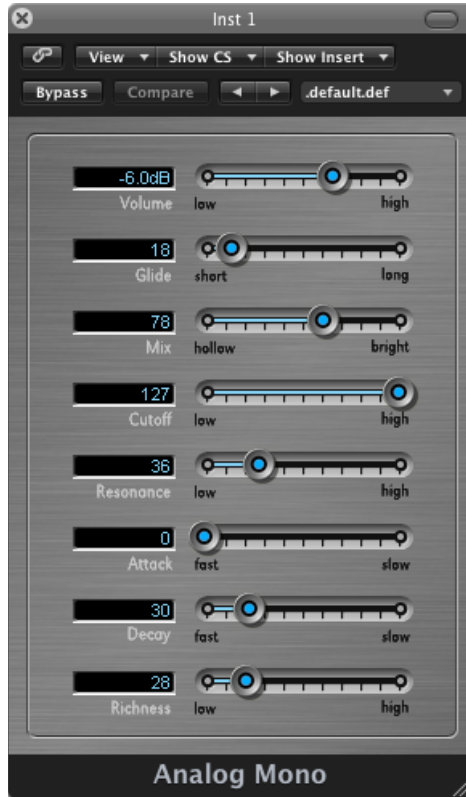 Inst 1
View Show CS Show Insert
Bypass Compare .default.def
-6.0dB
Volume low high
18
Glide short long
78
Mix hollow bright
127
Cutoff low high
36
Resonance low high
0
Attack fast slow
30
Decay fast slow
28
Richness low high
Analog Mono